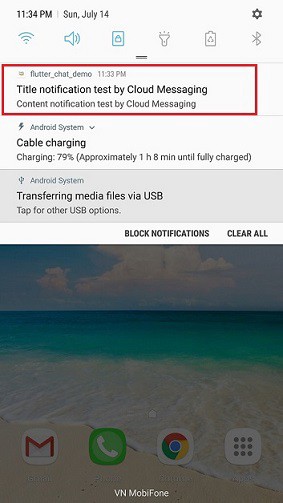 11:34 PM Sun, July 14
flutter_chat_demo 11:33 PM
Title notification test by Cloud Messaging
Content notification test by Cloud Messaging
Android System
Cable charging
Charging: 79% (Approximately 1 h 8 min until fully charged)
Android System
Transferring media files via USB
Tap for other USB options.
BLOCK NOTIFICATIONS CLEAR ALL
VN MobiFone